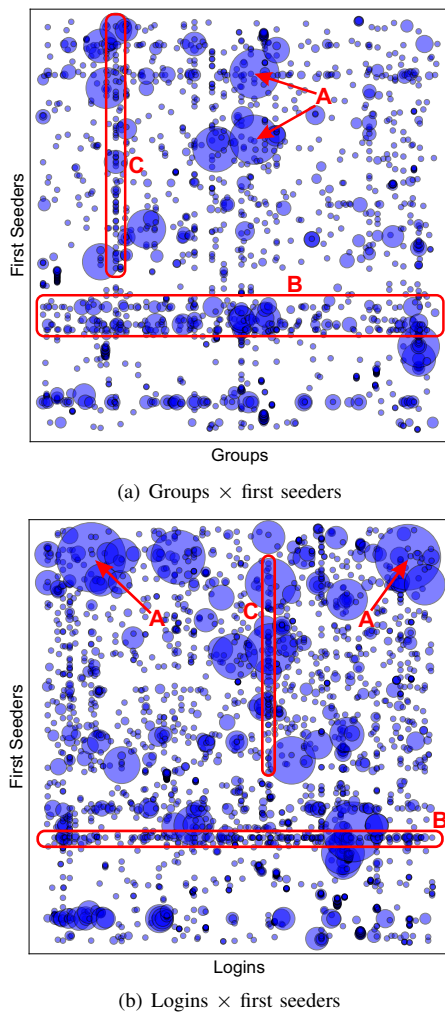 A
C
B
First Seeders
Groups
(a) Groups × first seeders
A
A
C
B
First Seeders
Logins
(b) Logins × first seeders